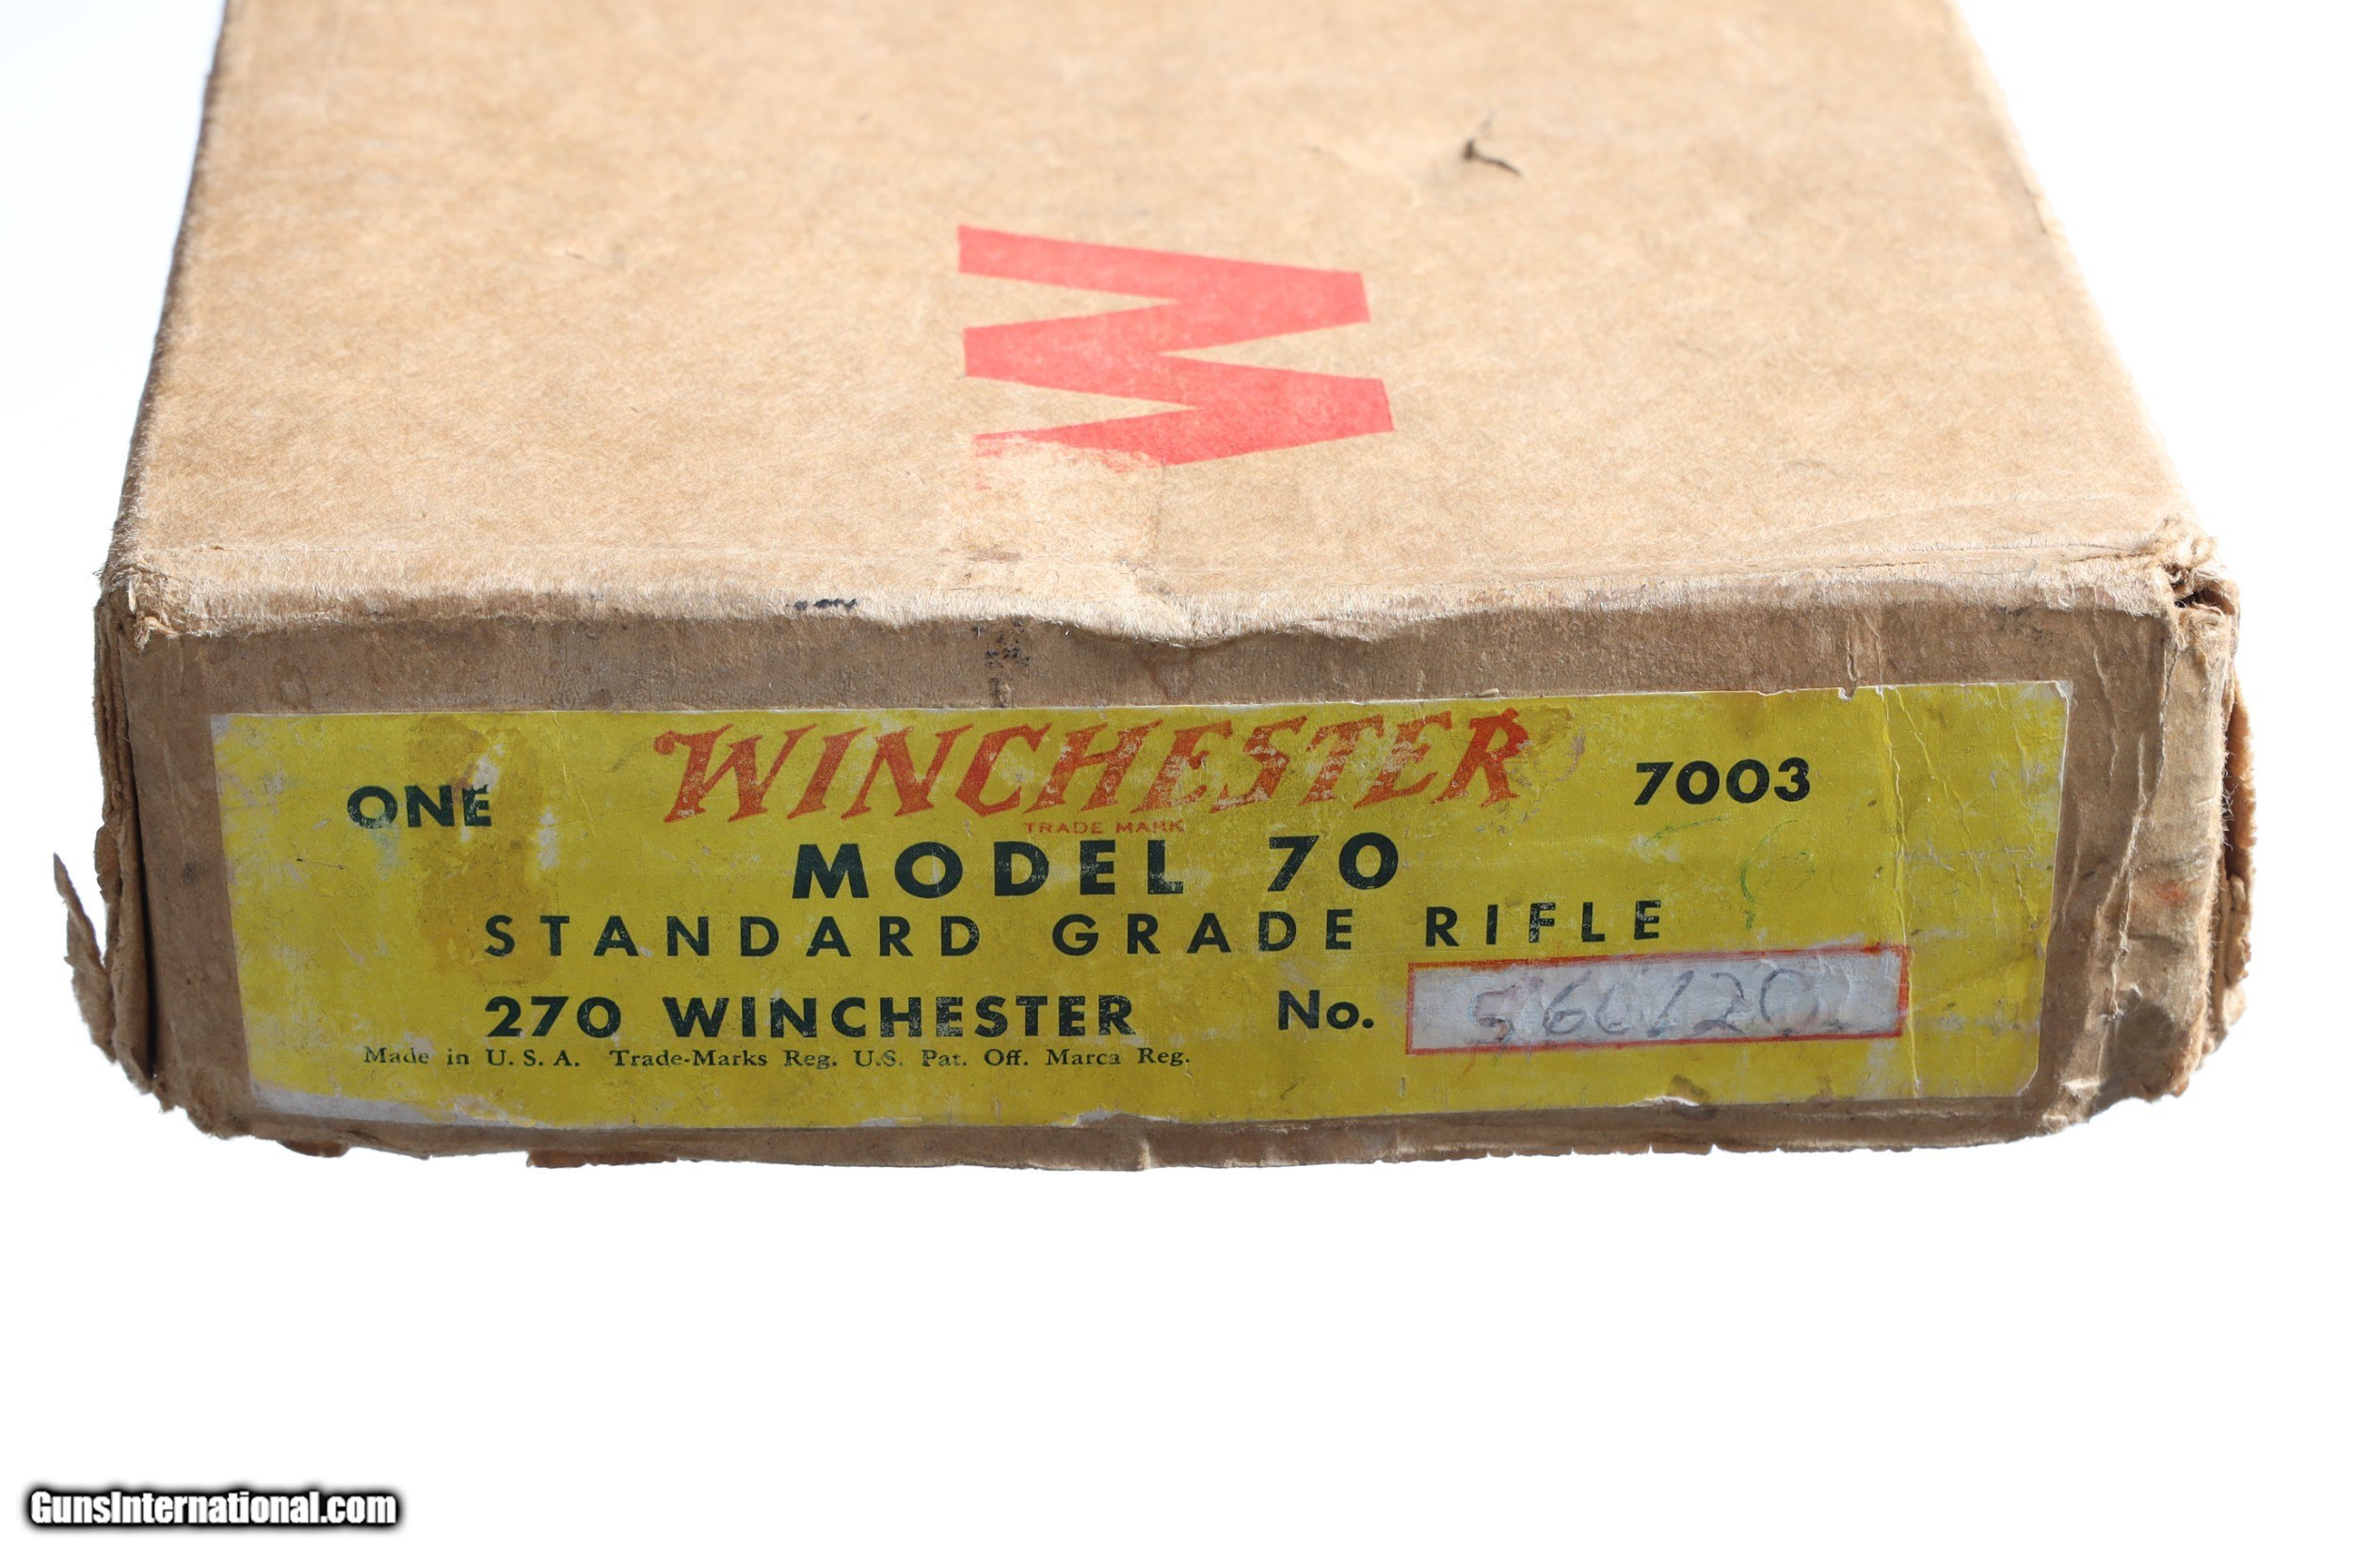 W
ONE WINCHESTER 7003
TRADE MARK
MODEL 70
STANDARD GRADE RIFLE
270 WINCHESTER No. 560120
Made in U.S.A. Trade-Marks Reg. U.S. Pat. Off. Marca Reg.
GunsInternational.com